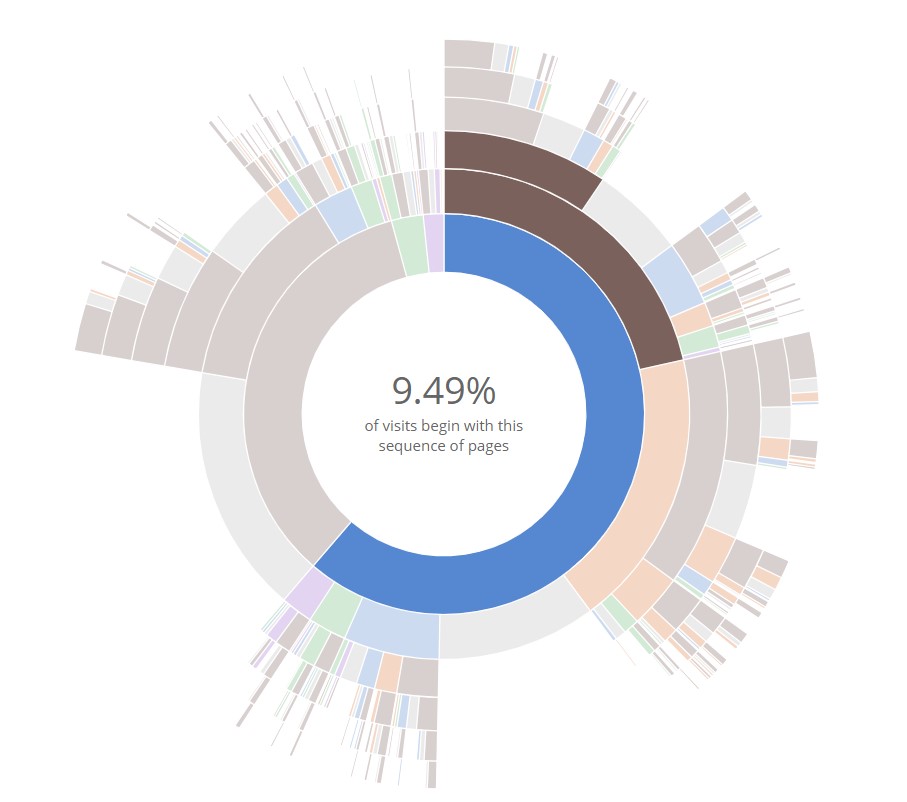 9.49%
of visits begin with this
sequence of pages